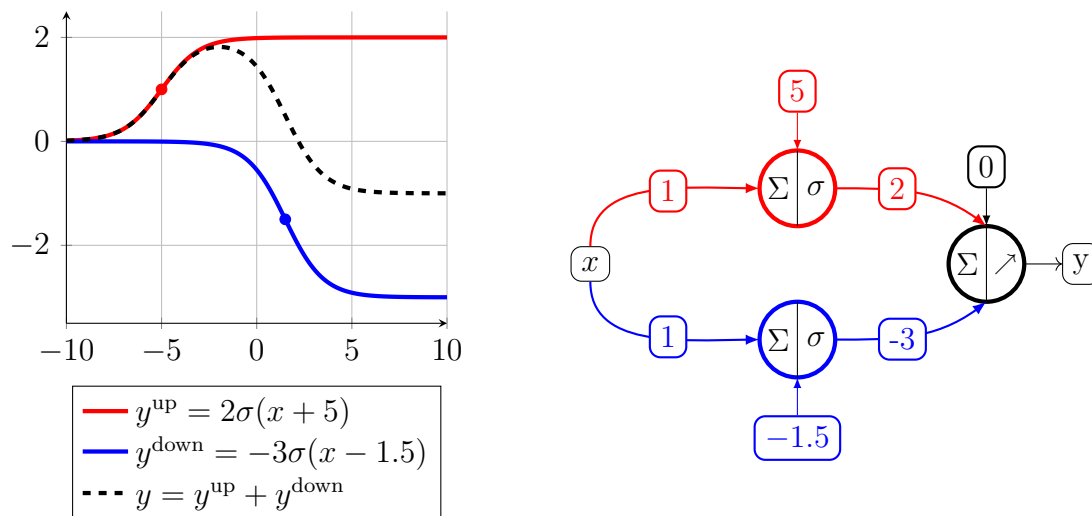 2
0
−2
−10 −5 0 5 10
y^up = 2σ(x + 5)
y^down = −3σ(x − 1.5)
y = y^up + y^down
5
0
1 Σ σ 2
x Σ ↗ y
1 Σ σ -3
−1.5